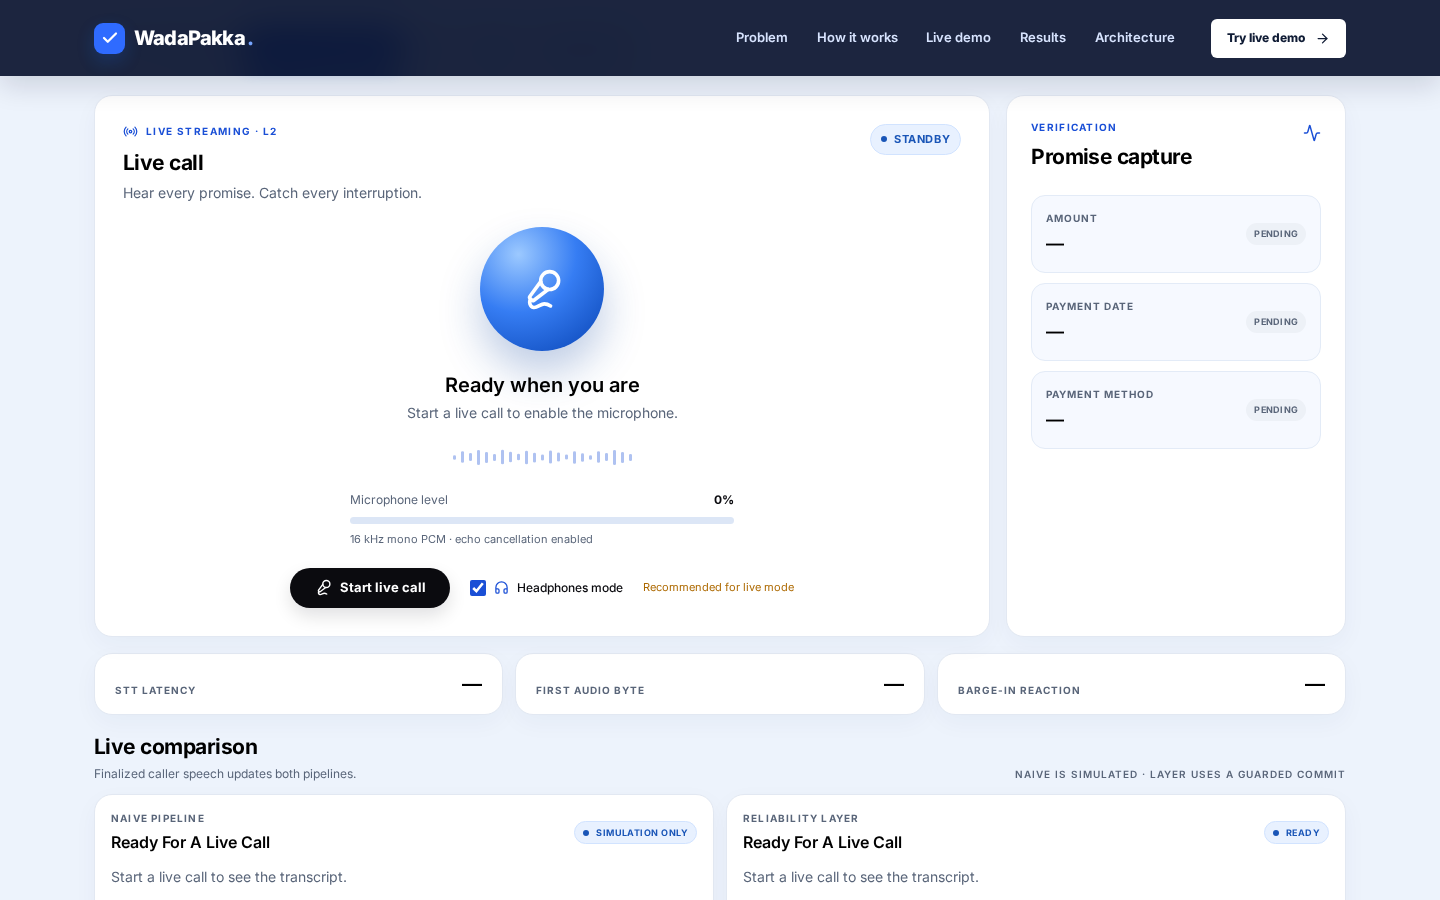 WadaPakka.
Problem
How it works
Live demo
Results
Architecture
Try live demo
LIVE STREAMING · L2
Live call
Hear every promise. Catch every interruption.
STANDBY
Ready when you are
Start a live call to enable the microphone.
Microphone level
0%
16 kHz mono PCM · echo cancellation enabled
Start live call
Headphones mode
Recommended for live mode
VERIFICATION
Promise capture
AMOUNT
—
PENDING
PAYMENT DATE
—
PENDING
PAYMENT METHOD
—
PENDING
STT LATENCY
—
FIRST AUDIO BYTE
—
BARGE-IN REACTION
—
Live comparison
Finalized caller speech updates both pipelines.
NAIVE IS SIMULATED · LAYER USES A GUARDED COMMIT
NAIVE PIPELINE
Ready For A Live Call
SIMULATION ONLY
Start a live call to see the transcript.
RELIABILITY LAYER
Ready For A Live Call
READY
Start a live call to see the transcript.